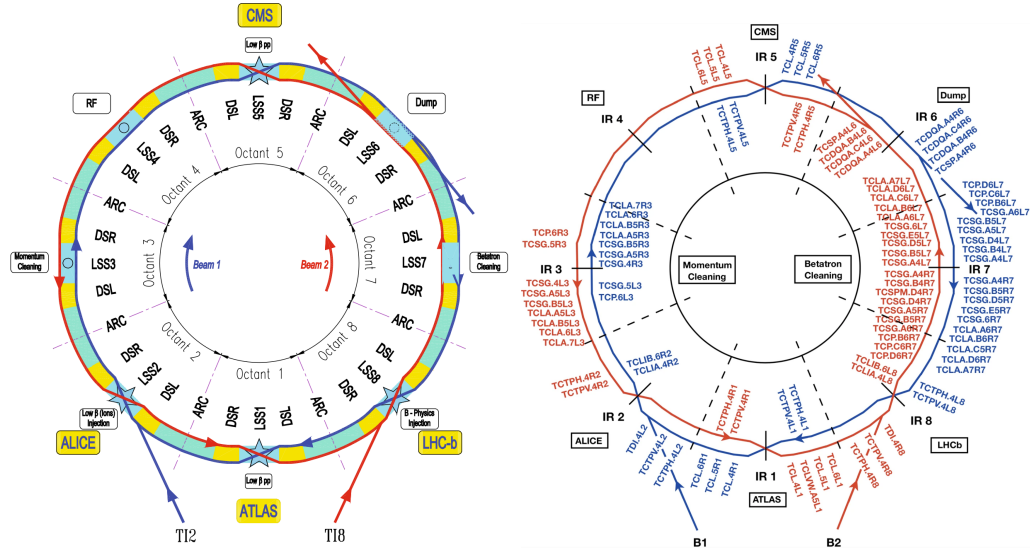 CMS
Low β pp
RF
Dump
ARC
DSL
LSS5
DSR
ARC
DSR
LSS4
DSL
DSL
LSS6
DSR
Octant 5
Octant 4
Octant 6
ARC
ARC
Momentum
Cleaning
DSR
LSS3
DSL
Octant 3
Beam 1
Beam 2
Octant 7
DSL
LSS7
DSR
Betatron
Cleaning
ARC
ARC
Octant 2
Octant 8
Octant 1
DSR
LSS2
DSL
DSL
LSS8
DSR
ARC
DSR
LSS1
DSL
ARC
Low β (Ions)
Injection
B - Physics
Injection
ALICE
LHC-b
Low β pp
ATLAS
TI2
TI8
CMS
IR 5
TCL.6L5
TCL.5L5
TCL.4L5
TCL.4R5
TCL.5R5
TCL.6R5
RF
IR 4
Dump
IR 6
TCTPH.4L5
TCTPV.4L5
TCTPV.4R5
TCTPH.4R5
TCSP.A4L6
TCDQA.B4L6
TCDQA.C4L6
TCDQA.A4L6
TCDQA.A4R6
TCDQA.C4R6
TCDQA.B4R6
TCSP.A4R6
TCP.6R3
TCSG.5R3
IR 3
TCSG.4L3
TCSG.A5L3
TCSG.B5L3
TCLA.A5L3
TCLA.B5L3
TCLA.6L3
TCLA.7L3
TCLA.7R3
TCLA.6R3
TCLA.B5R3
TCLA.A5R3
TCSG.B5R3
TCSG.A5R3
TCSG.4R3
TCSG.5L3
TCP.6L3
Momentum
Cleaning
Betatron
Cleaning
TCLA.A7L7
TCLA.D6L7
TCLA.C6L7
TCLA.B6L7
TCLA.A6L7
TCSG.6L7
TCSG.E5L7
TCSG.D5L7
TCSG.B5L7
TCSG.A4L7
TCSG.A4R7
TCSG.B4R7
TCSPM.D4R7
TCSG.D4R7
TCSG.A5R7
TCSG.B5R7
TCSG.A6R7
TCP.B6R7
TCP.C6R7
TCP.D6R7
TCP.D6L7
TCP.C6L7
TCP.B6L7
TCSG.A6L7
TCSG.B5L7
TCSG.A5L7
TCSG.D4L7
TCSG.B4L7
TCSG.A4L7
IR 7
TCSG.A4R7
TCSG.B5R7
TCSG.D5R7
TCSG.E5R7
TCSG.6R7
TCLA.A6R7
TCLA.B6R7
TCLA.C5R7
TCLA.D6R7
TCLA.A7R7
TCLIB.6R2
TCLIA.4R2
TCLIB.6L8
TCLIA.4L8
TCTPH.4R2
TCTPV.4R2
IR 2
ALICE
TDI.4L2
TCTPV.4L2
TCTPH.4L2
TCL.6R1
TCL.5R1
TCL.4R1
TCTPH.4R1
TCTPV.4R1
TCTPH.4L1
TCTPV.4L1
IR 1
ATLAS
TCL.4L1
TCLVW.A5L1
TCL.5L1
TCL.6L1
TCTPH.4R8
TCTPV.4R8
TDI.4R8
TCTPH.4L8
TCTPV.4L8
IR 8
LHCb
B1
B2